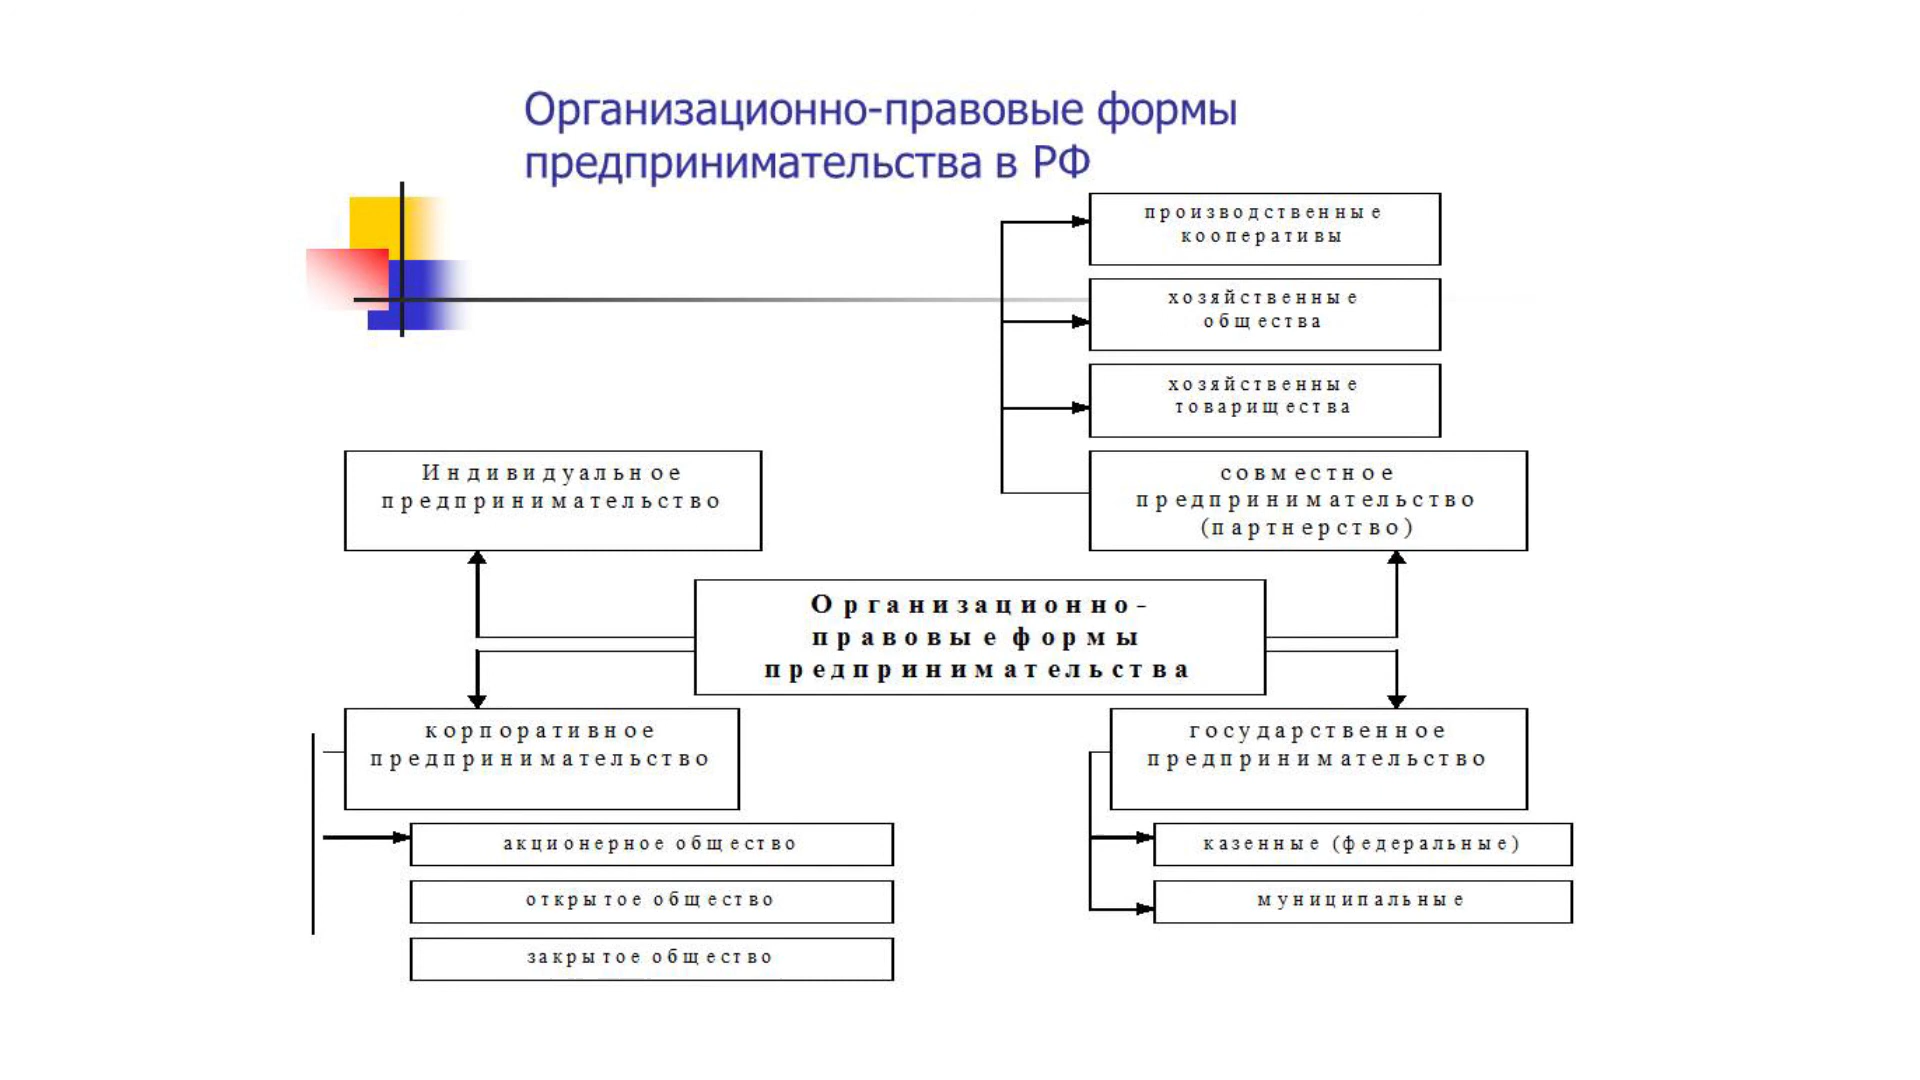 Организационно-правовые формы
предпринимательства в РФ
производственные
кооперативы
хозяйственные
общества
хозяйственные
товарищества
Индивидуальное
предпринимательство
совместное
предпринимательство
(партнерство)
Организационно-
правовые формы
предпринимательства
корпоративное
предпринимательство
государственное
предпринимательство
акционерное общество
открытое общество
закрытое общество
казенные (федеральные)
муниципальные